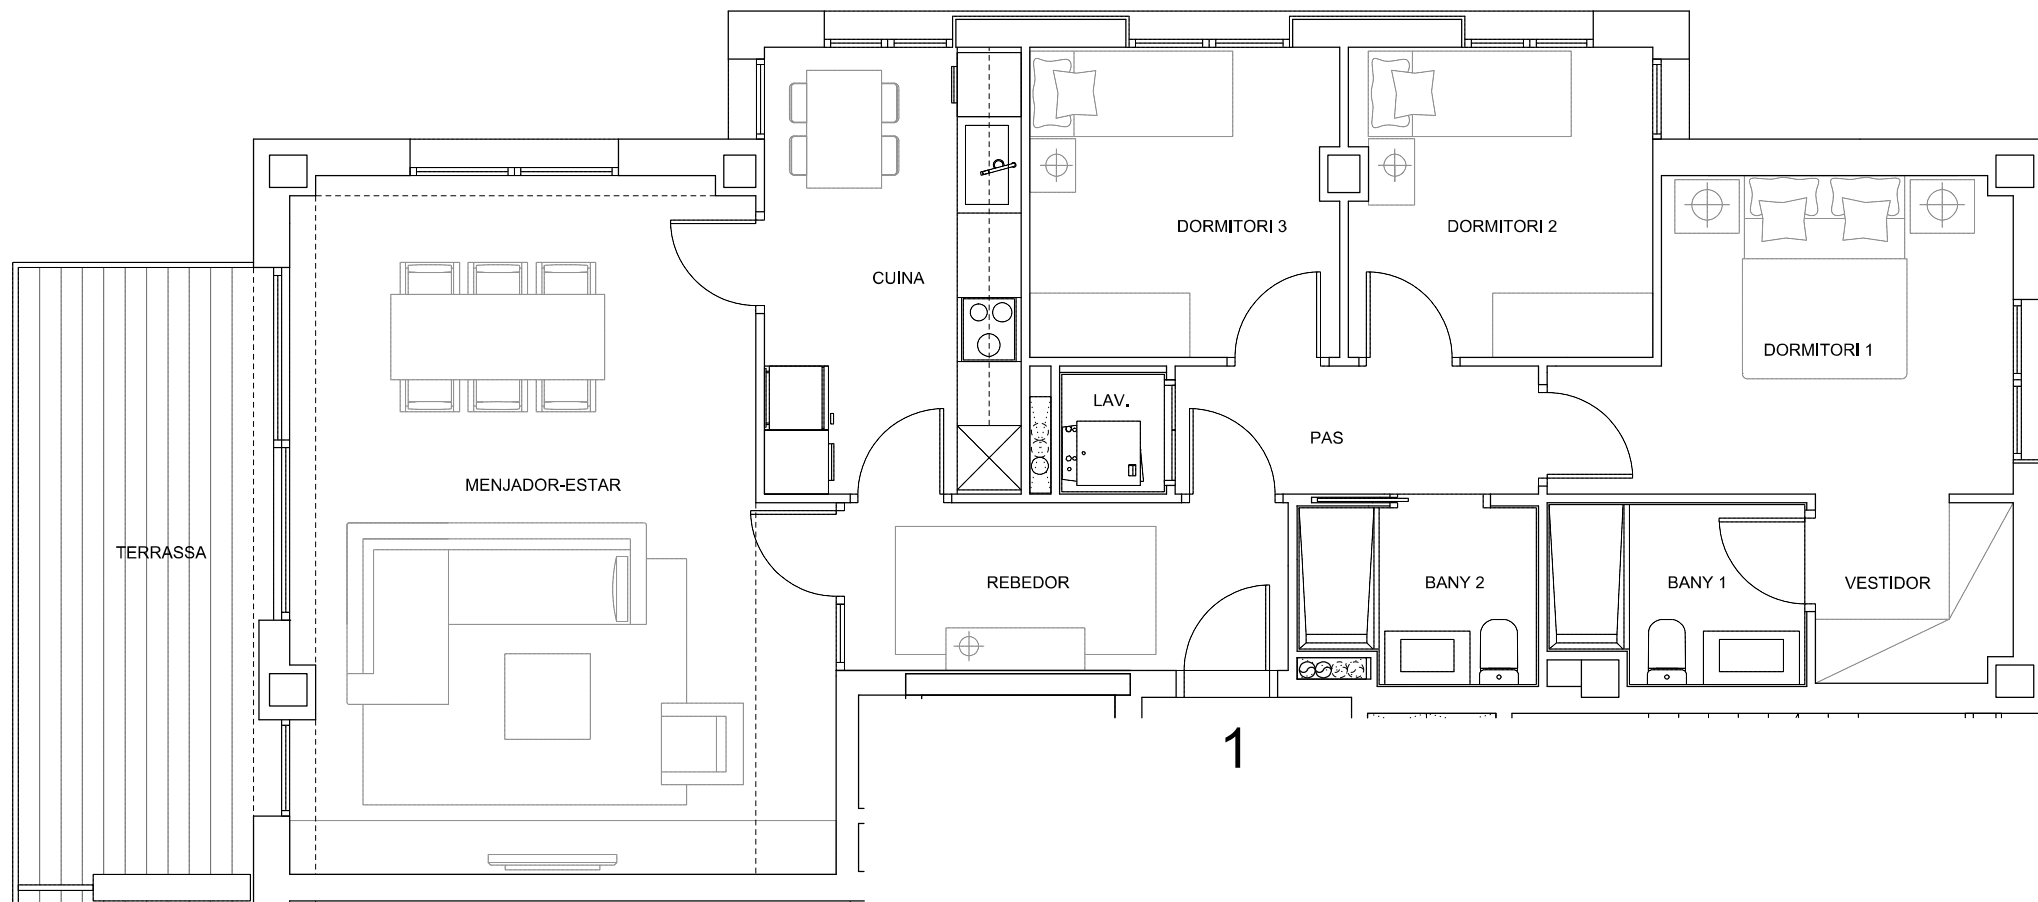 DORMITORI 3
DORMITORI 2
CUINA
DORMITORI 1
LAV.
PAS
MENJADOR-ESTAR
TERRASSA
REBEDOR
BANY 2
BANY 1
VESTIDOR
1